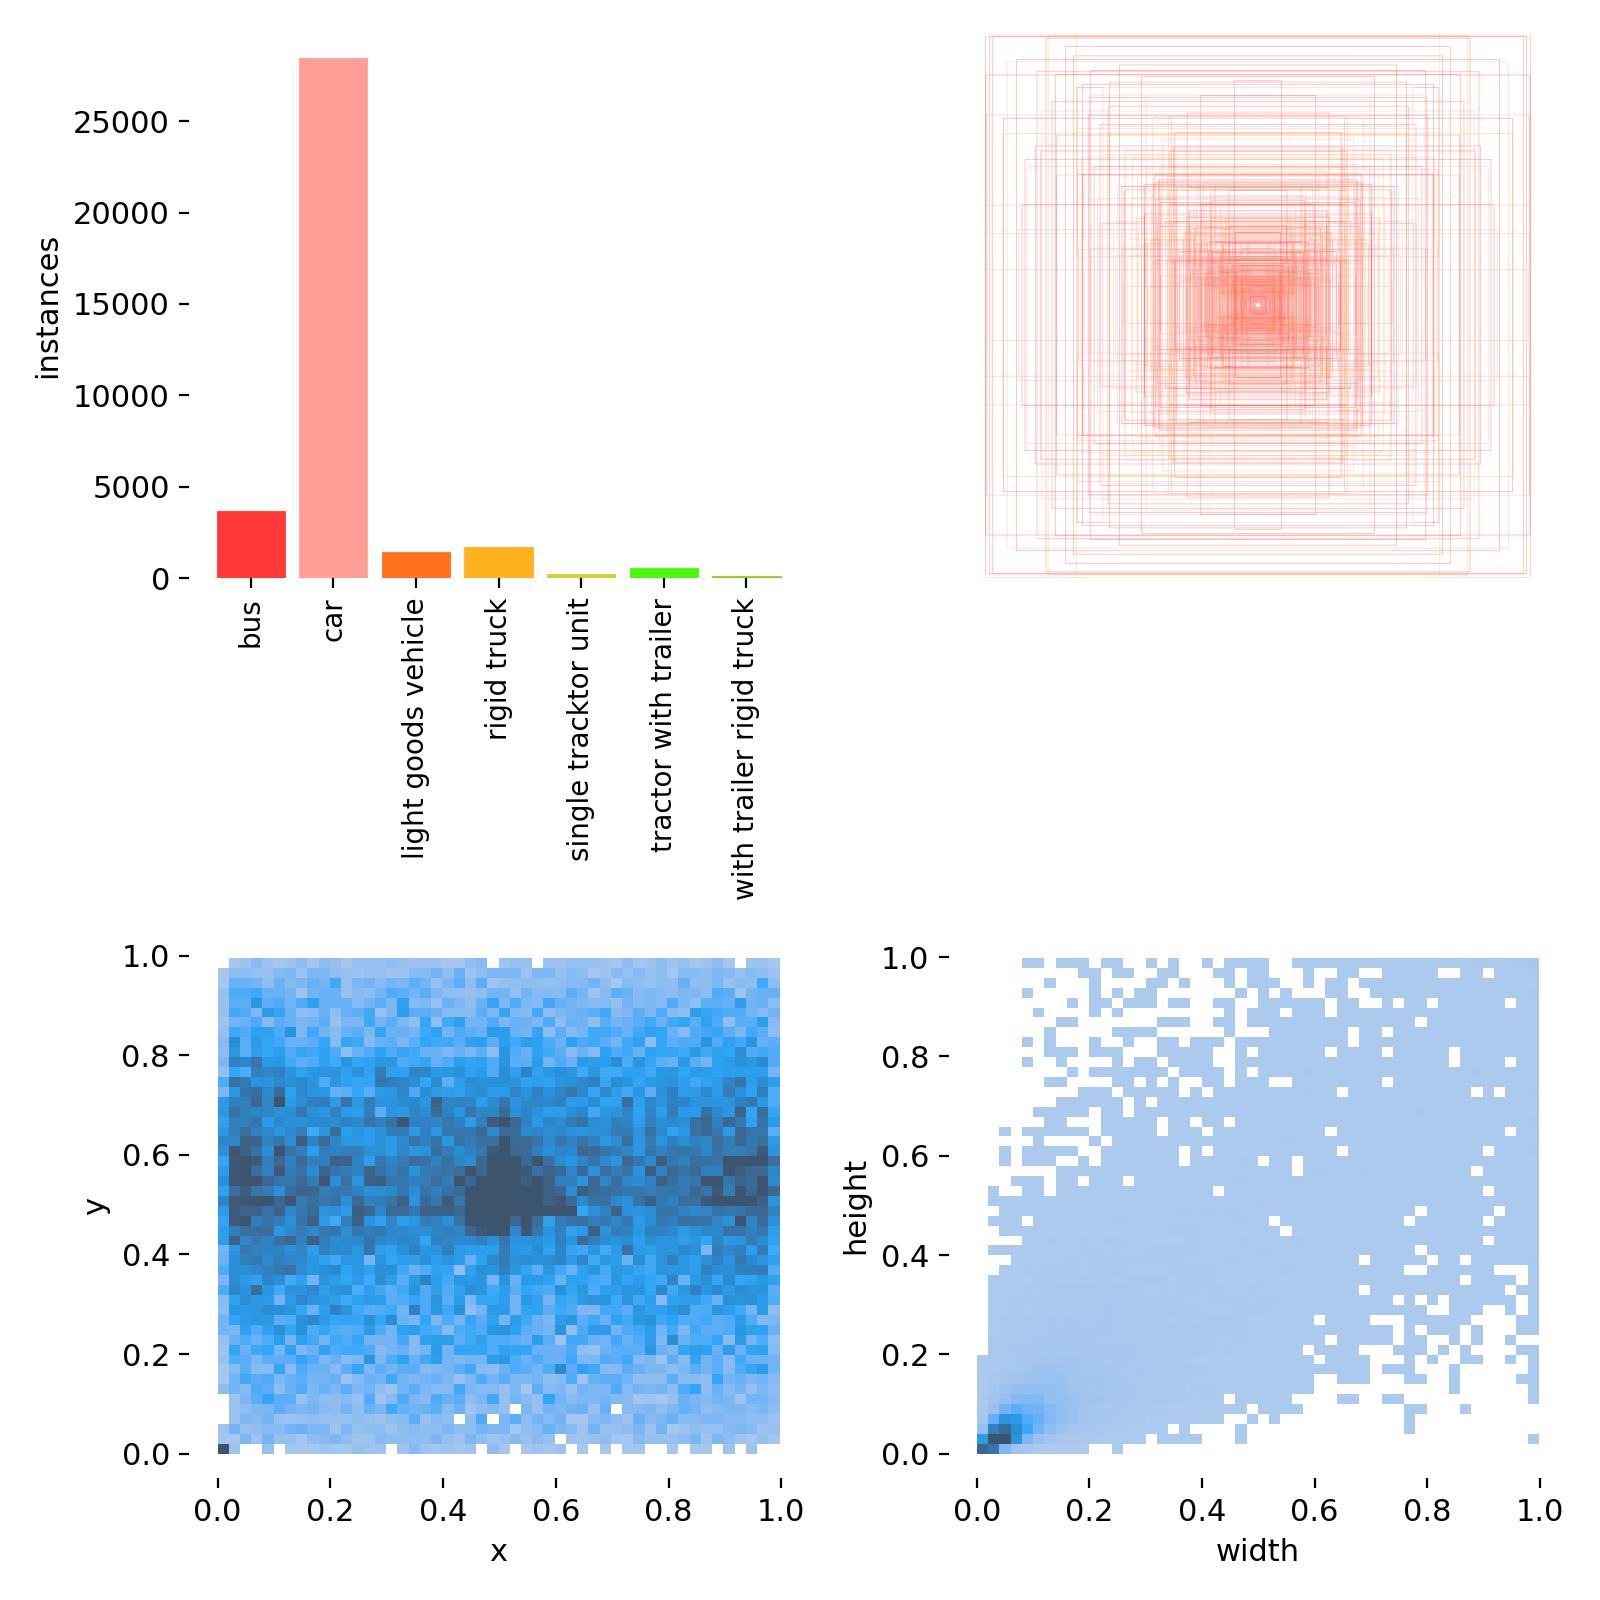 instances
25000
20000
15000
10000
5000
0
bus
car
light goods vehicle
rigid truck
single tracktor unit
tractor with trailer
with trailer rigid truck
y
1.0
0.8
0.6
0.4
0.2
0.0
0.0 0.2 0.4 0.6 0.8 1.0
x
height
1.0
0.8
0.6
0.4
0.2
0.0
0.0 0.2 0.4 0.6 0.8 1.0
width